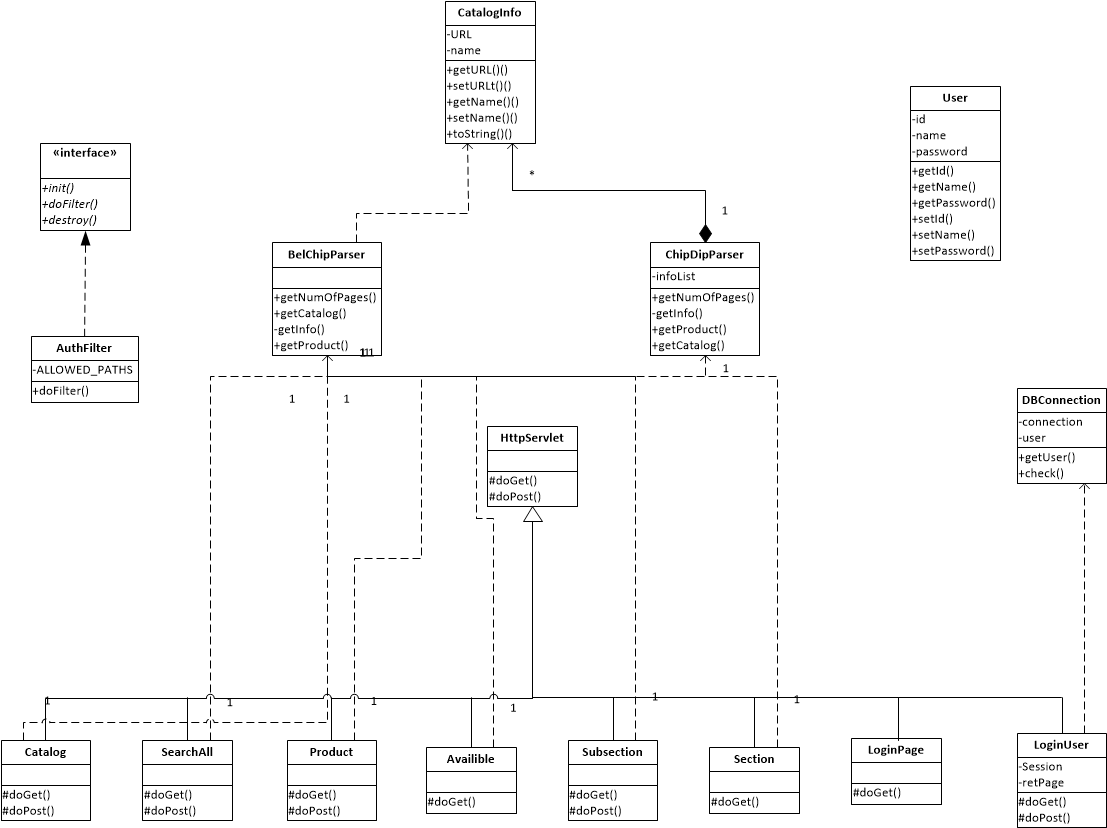 CatalogInfo
-URL
-name
+getURL()()
+setURLt()()
+getName()()
+setName()()
+toString()()
User
-id
-name
-password
+getId()
+getName()
+getPassword()
+setId()
+setName()
+setPassword()
«interface»
+init()
+doFilter()
+destroy()
*
1
BelChipParser
+getNumOfPages()
+getCatalog()
-getInfo()
+getProduct()
ChipDipParser
-infoList
+getNumOfPages()
-getInfo()
+getProduct()
+getCatalog()
AuthFilter
-ALLOWED_PATHS
+doFilter()
1
1
1
HttpServlet
#doGet()
#doPost()
DBConnection
-connection
-user
+getUser()
+check()
1
1
1
1
1
1
Catalog
#doGet()
#doPost()
SearchAll
#doGet()
#doPost()
Product
#doGet()
#doPost()
Availible
#doGet()
Subsection
#doGet()
#doPost()
Section
#doGet()
LoginPage
#doGet()
LoginUser
-Session
-retPage
#doGet()
#doPost()